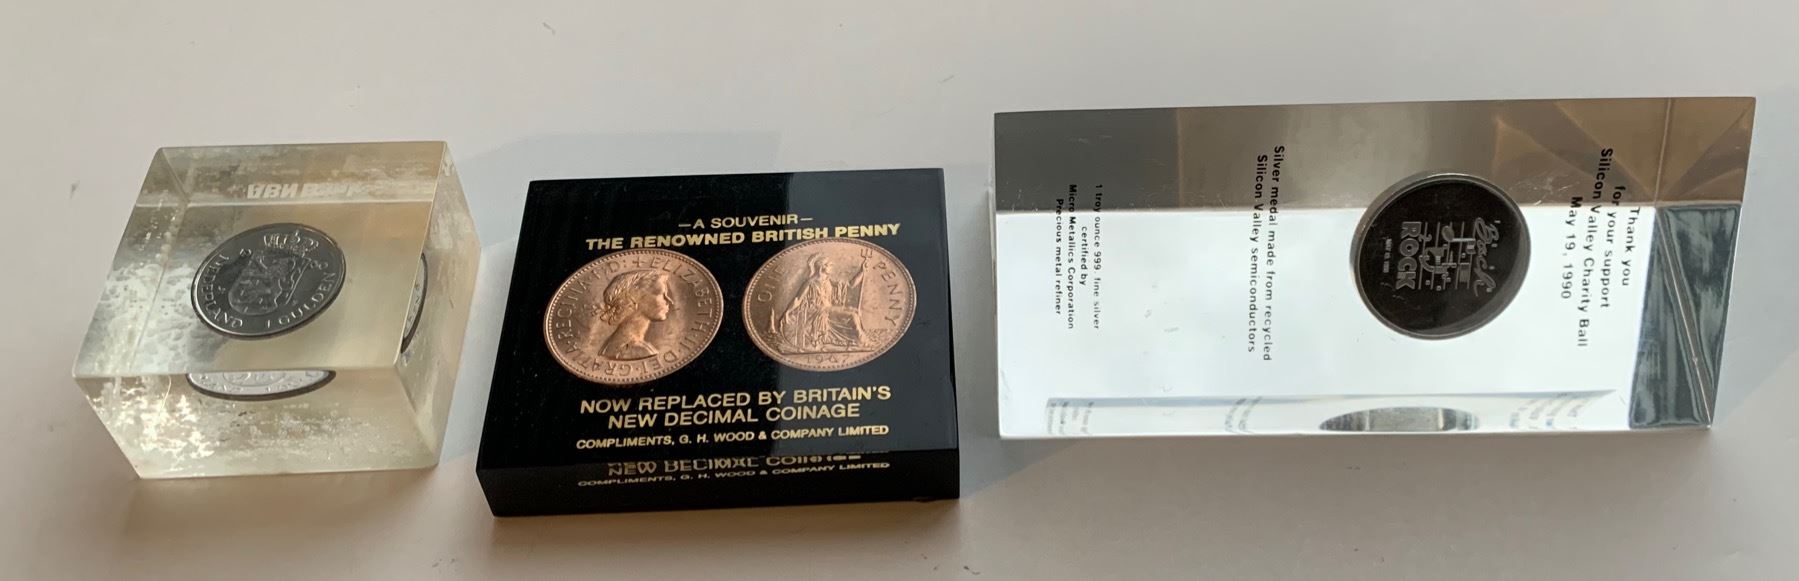 NEDERLAND 1 GULDEN
—A SOUVENIR—
THE RENOWNED BRITISH PENNY
REGINA ELIZABETH II DEI GRATIA
ONE PENNY
1967
NOW REPLACED BY BRITAIN'S
NEW DECIMAL COINAGE
COMPLIMENTS, G. H. WOOD & COMPANY LIMITED
Thank you
for your support
Silicon Valley Charity Ball
May 19, 1990
ROCK
Silver medal made from recycled
Silicon Valley semiconductors
1 troy ounce 999. fine silver
certified by
Micro Metallics Corporation
Precious metal refiner